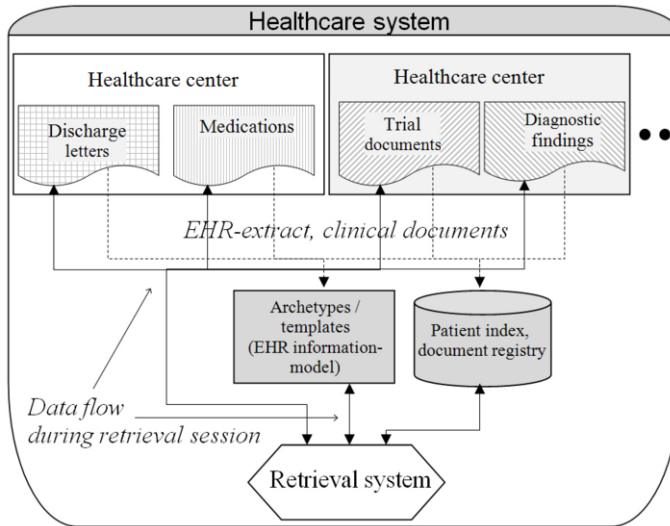 Healthcare system
Healthcare center
Healthcare center
Discharge
letters
Medications
Trial
documents
Diagnostic
findings
EHR-extract, clinical documents
Archetypes /
templates
(EHR information-
model)
Patient index,
document registry
Data flow
during retrieval session
Retrieval system